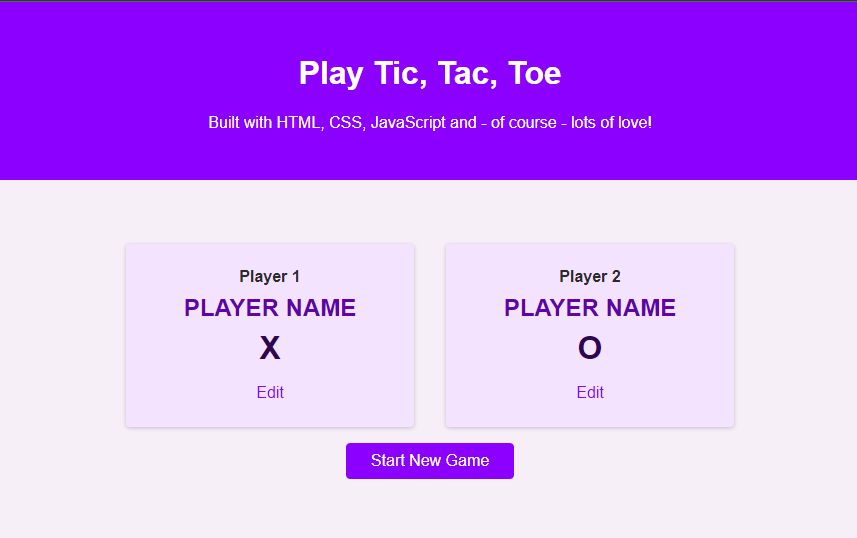 Play Tic, Tac, Toe
Built with HTML, CSS, JavaScript and - of course - lots of love!
Player 1
PLAYER NAME
X
Edit
Player 2
PLAYER NAME
O
Edit
Start New Game